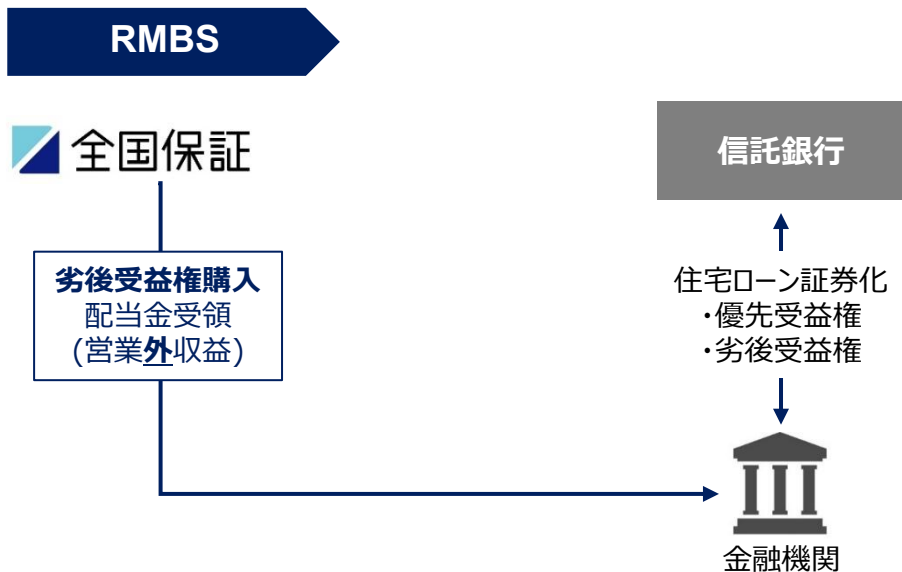 RMBS
全国保証
信託銀行
劣後受益権購入
配当金受領
(営業外収益)
住宅ローン証券化
・優先受益権
・劣後受益権
金融機関